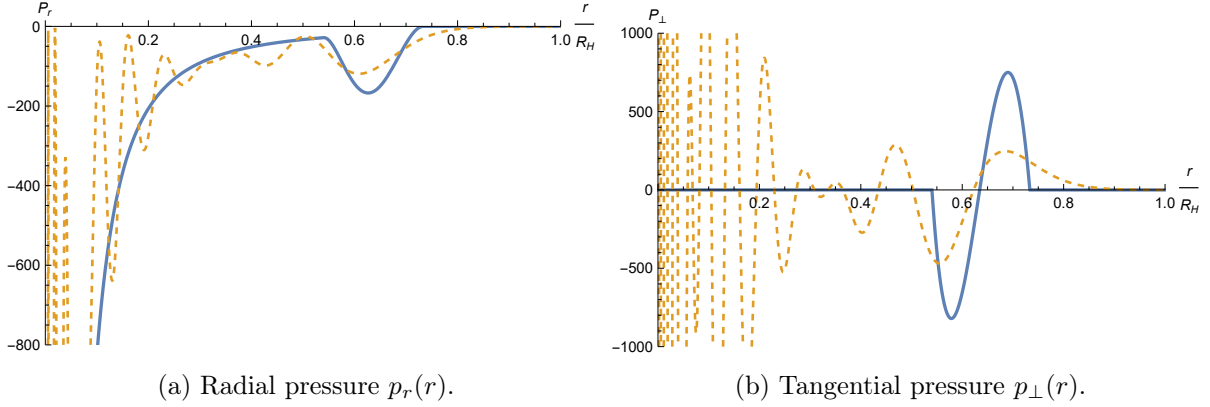 P_r
0
0.2
0.4
0.6
0.8
1.0
r
R_H
−200
−400
−600
−800
(a) Radial pressure p_r(r).
P_⊥
1000
500
0
0.2
0.4
0.6
0.8
1.0
r
R_H
−500
−1000
(b) Tangential pressure p_⊥(r).